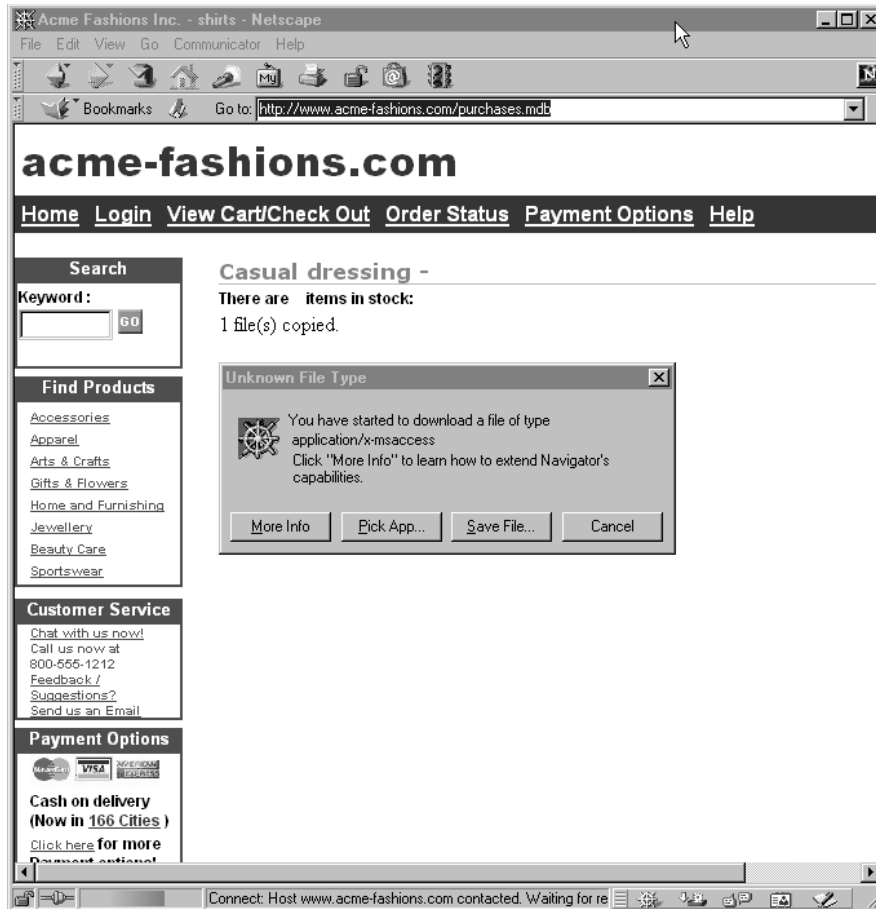 Acme Fashions Inc. - shirts - Netscape
File Edit View Go Communicator Help
My
N
Bookmarks Go to: http://www.acme-fashions.com/purchases.mdb
acme-fashions.com
Home Login View Cart/Check Out Order Status Payment Options Help
Search
Keyword :
GO
Find Products
Accessories
Apparel
Arts & Crafts
Gifts & Flowers
Home and Furnishing
Jewellery
Beauty Care
Sportswear
Customer Service
Chat with us now!
Call us now at
800-555-1212
Feedback /
Suggestions?
Send us an Email
Payment Options
MasterCard VISA AMERICAN EXPRESS
Cash on delivery
(Now in 166 Cities )
Click here for more
Payment options!
Casual dressing -
There are items in stock:
1 file(s) copied.
Unknown File Type
You have started to download a file of type
application/x-msaccess
Click "More Info" to learn how to extend Navigator's
capabilities.
More Info Pick App... Save File... Cancel
Connect: Host www.acme-fashions.com contacted. Waiting for re